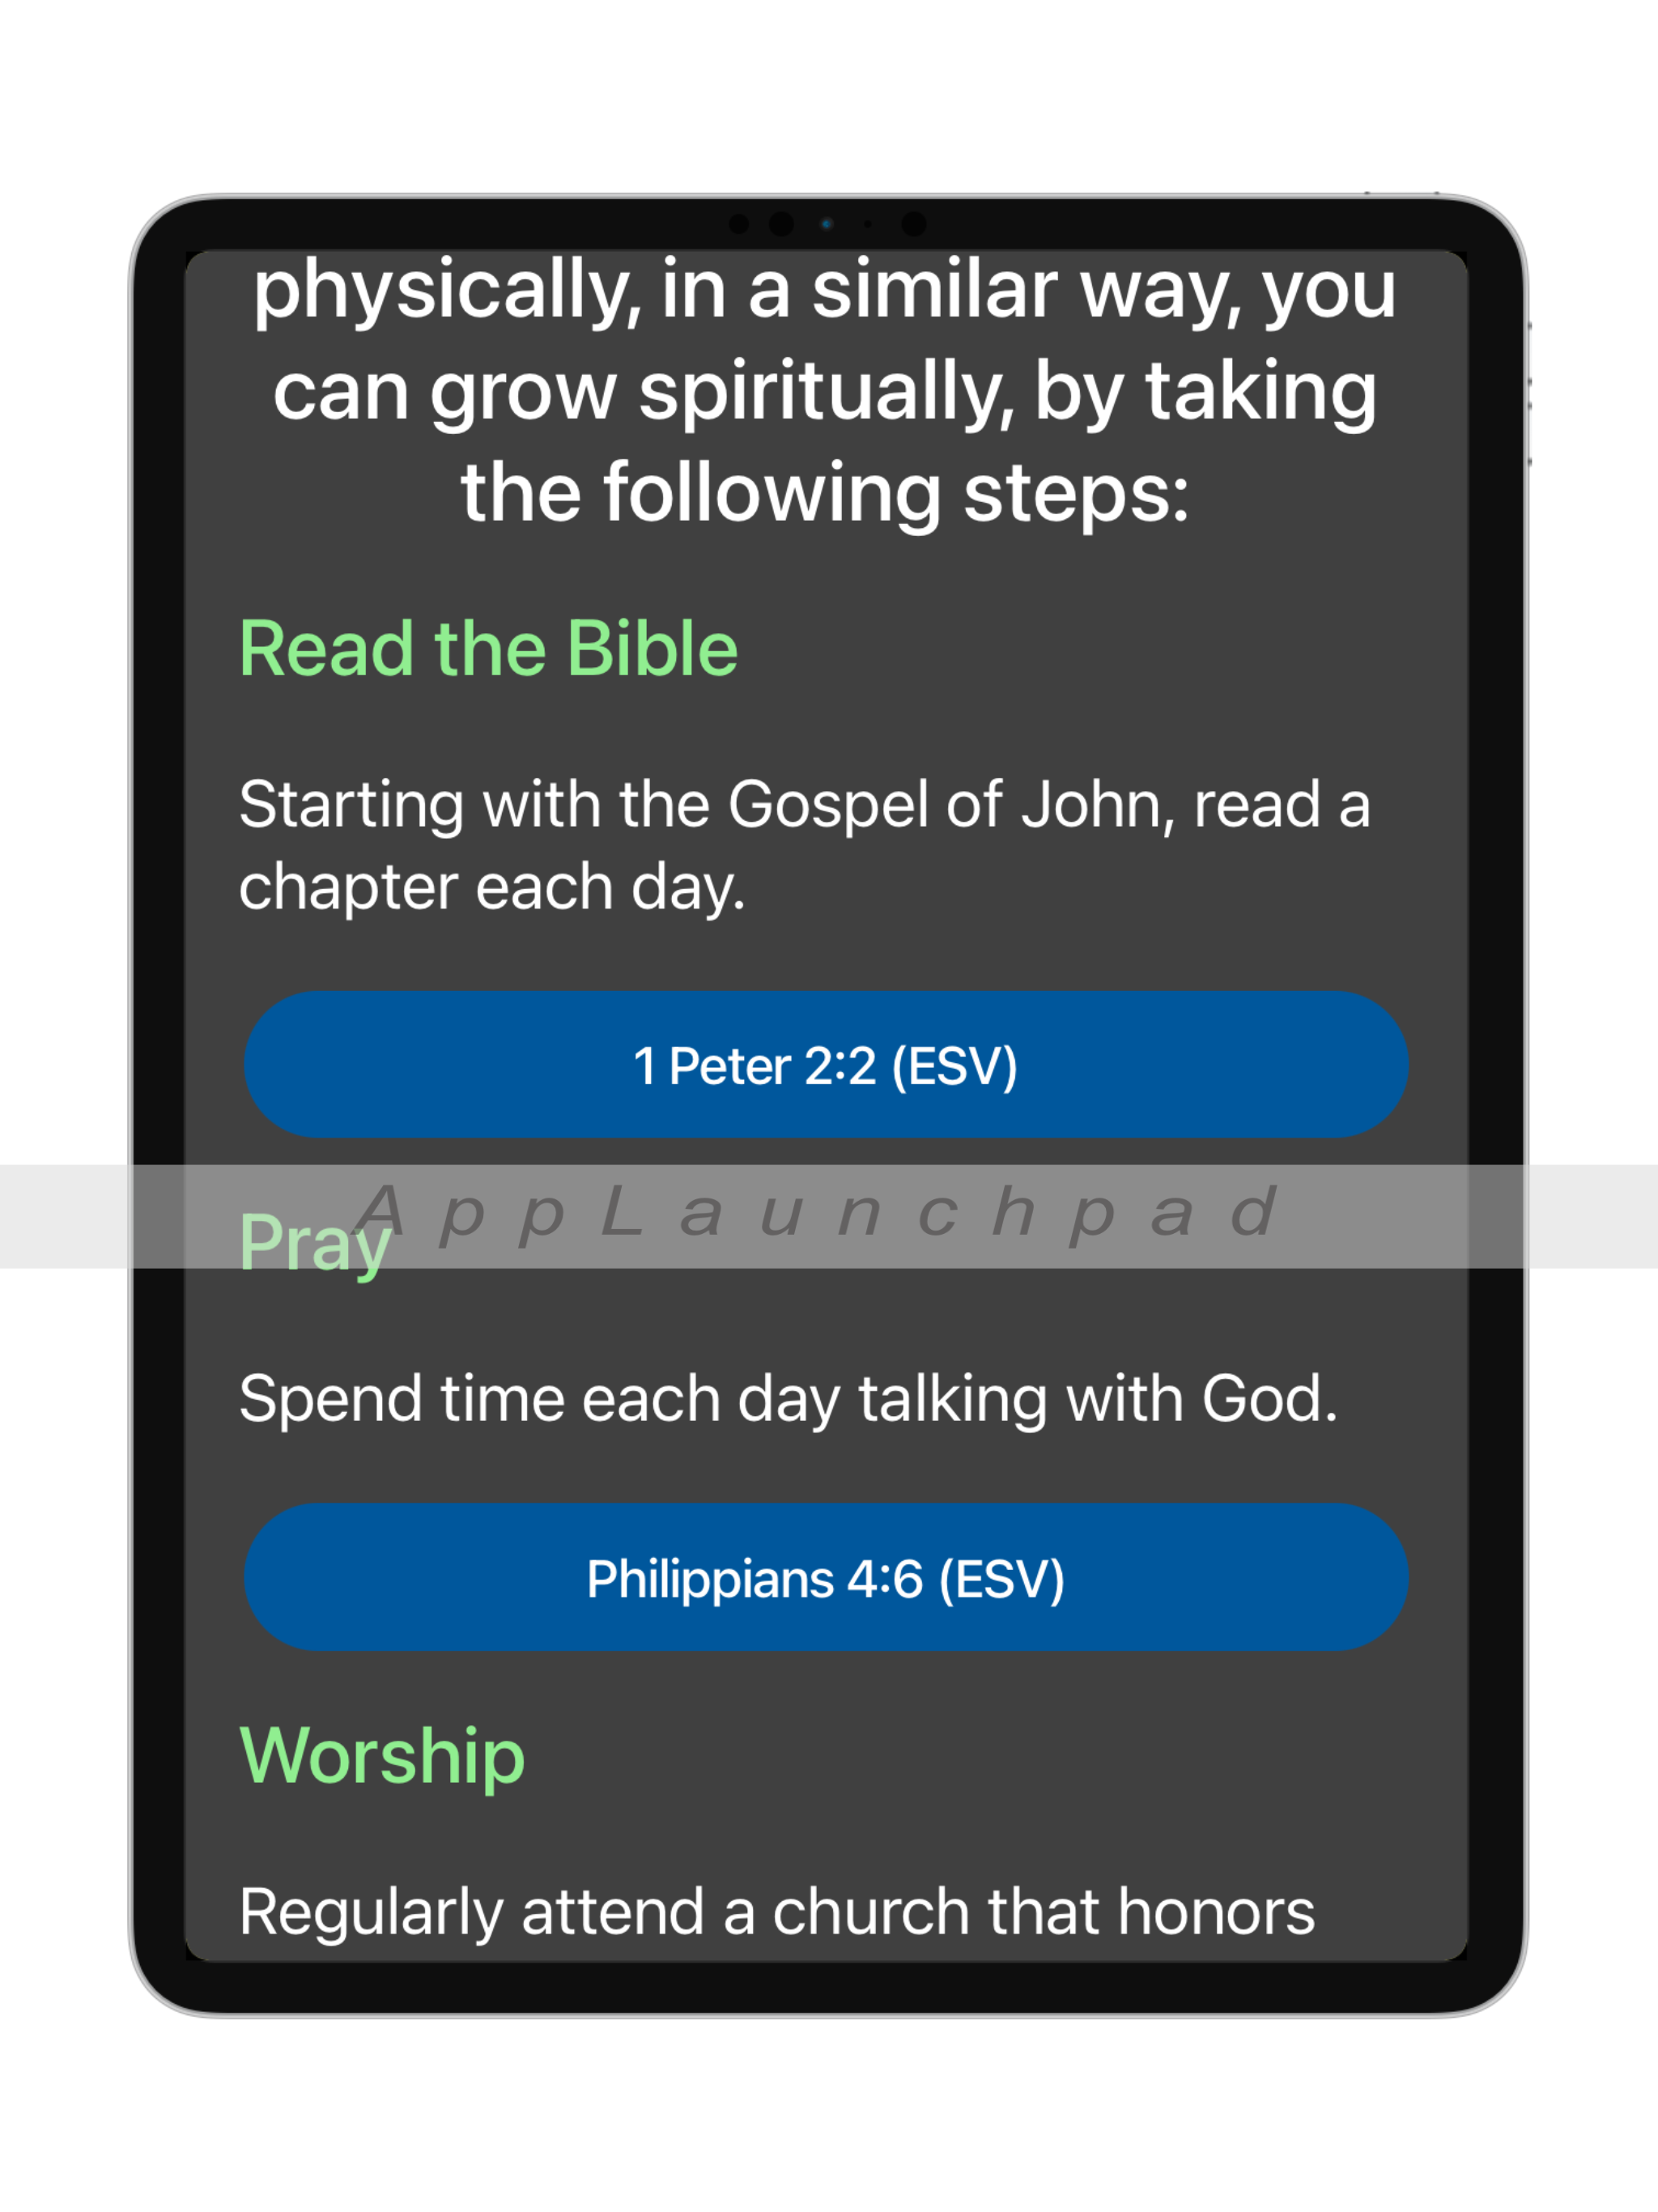 physically, in a similar way, you
can grow spiritually, by taking
the following steps:
Read the Bible
Starting with the Gospel of John, read a
chapter each day.
1 Peter 2:2 (ESV)
AppLaunchpad
Pray
Spend time each day talking with God.
Philippians 4:6 (ESV)
Worship
Regularly attend a church that honors